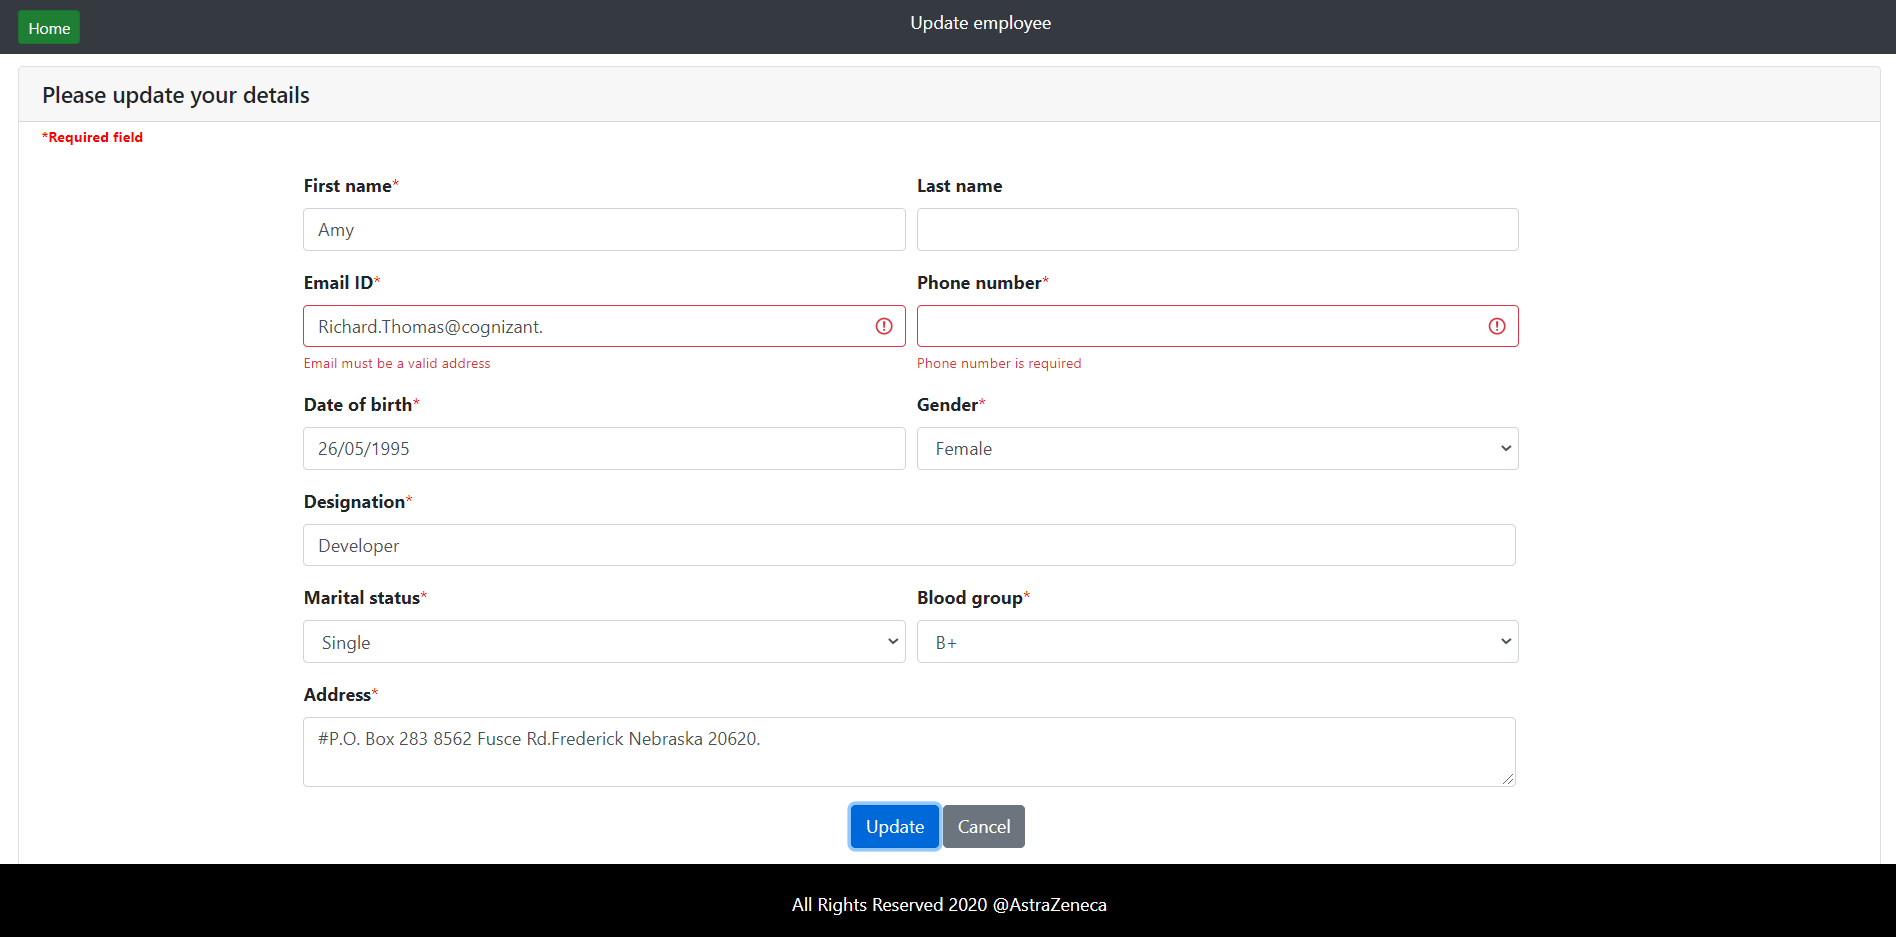 Home
Update employee
Please update your details
*Required field
First name*
Last name
Amy
Email ID*
Phone number*
Richard.Thomas@cognizant.
Email must be a valid address
Phone number is required
Date of birth*
Gender*
26/05/1995
Female
Designation*
Developer
Marital status*
Blood group*
Single
B+
Address*
#P.O. Box 283 8562 Fusce Rd.Frederick Nebraska 20620.
Update
Cancel
All Rights Reserved 2020 @AstraZeneca